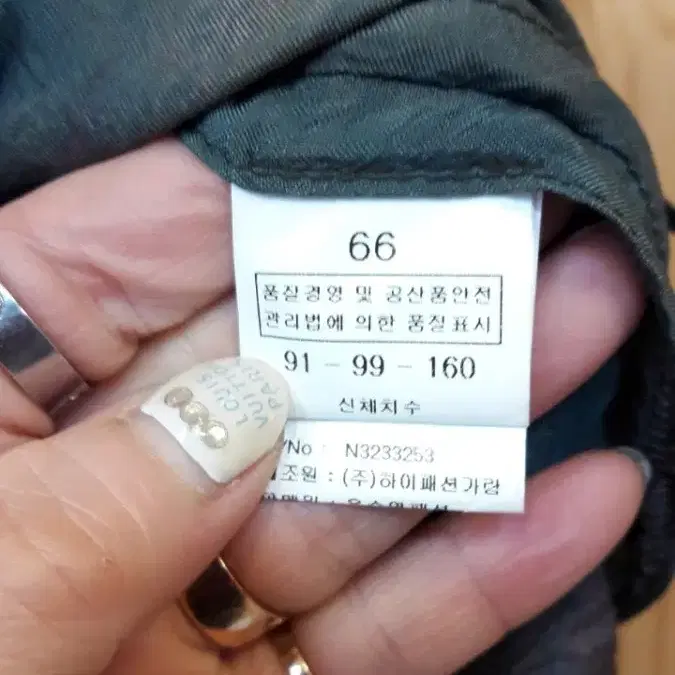 66
품질경영 및 공산품안전
관리법에 의한 품질표시
91 - 99 - 160
신체치수
/No : N3233253
조원 : (주)하이패션가랑
LOUIS
VUITTON
PARIS